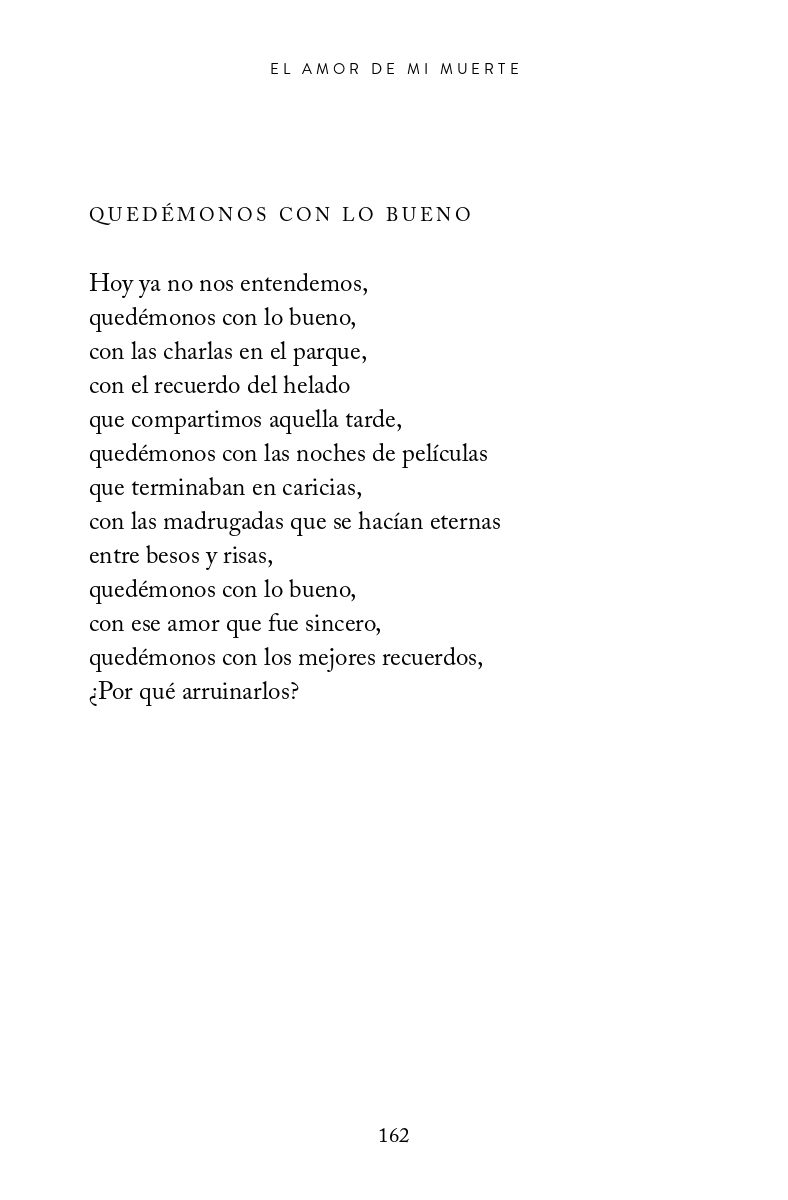 EL AMOR DE MI MUERTE
QUEDÉMONOS CON LO BUENO
Hoy ya no nos entendemos,
quedémonos con lo bueno,
con las charlas en el parque,
con el recuerdo del helado
que compartimos aquella tarde,
quedémonos con las noches de películas
que terminaban en caricias,
con las madrugadas que se hacían eternas
entre besos y risas,
quedémonos con lo bueno,
con ese amor que fue sincero,
quedémonos con los mejores recuerdos,
¿Por qué arruinarlos?
162